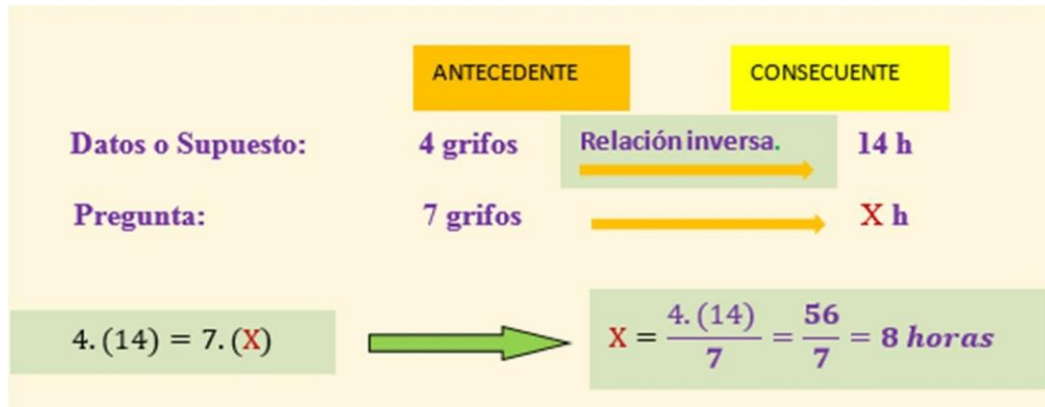 ANTECEDENTE CONSECUENTE
Datos o Supuesto: 4 grifos Relación inversa. 14 h
Pregunta: 7 grifos X h
4. (14) = 7. (X) X = 4. (14) / 7 = 56 / 7 = 8 horas